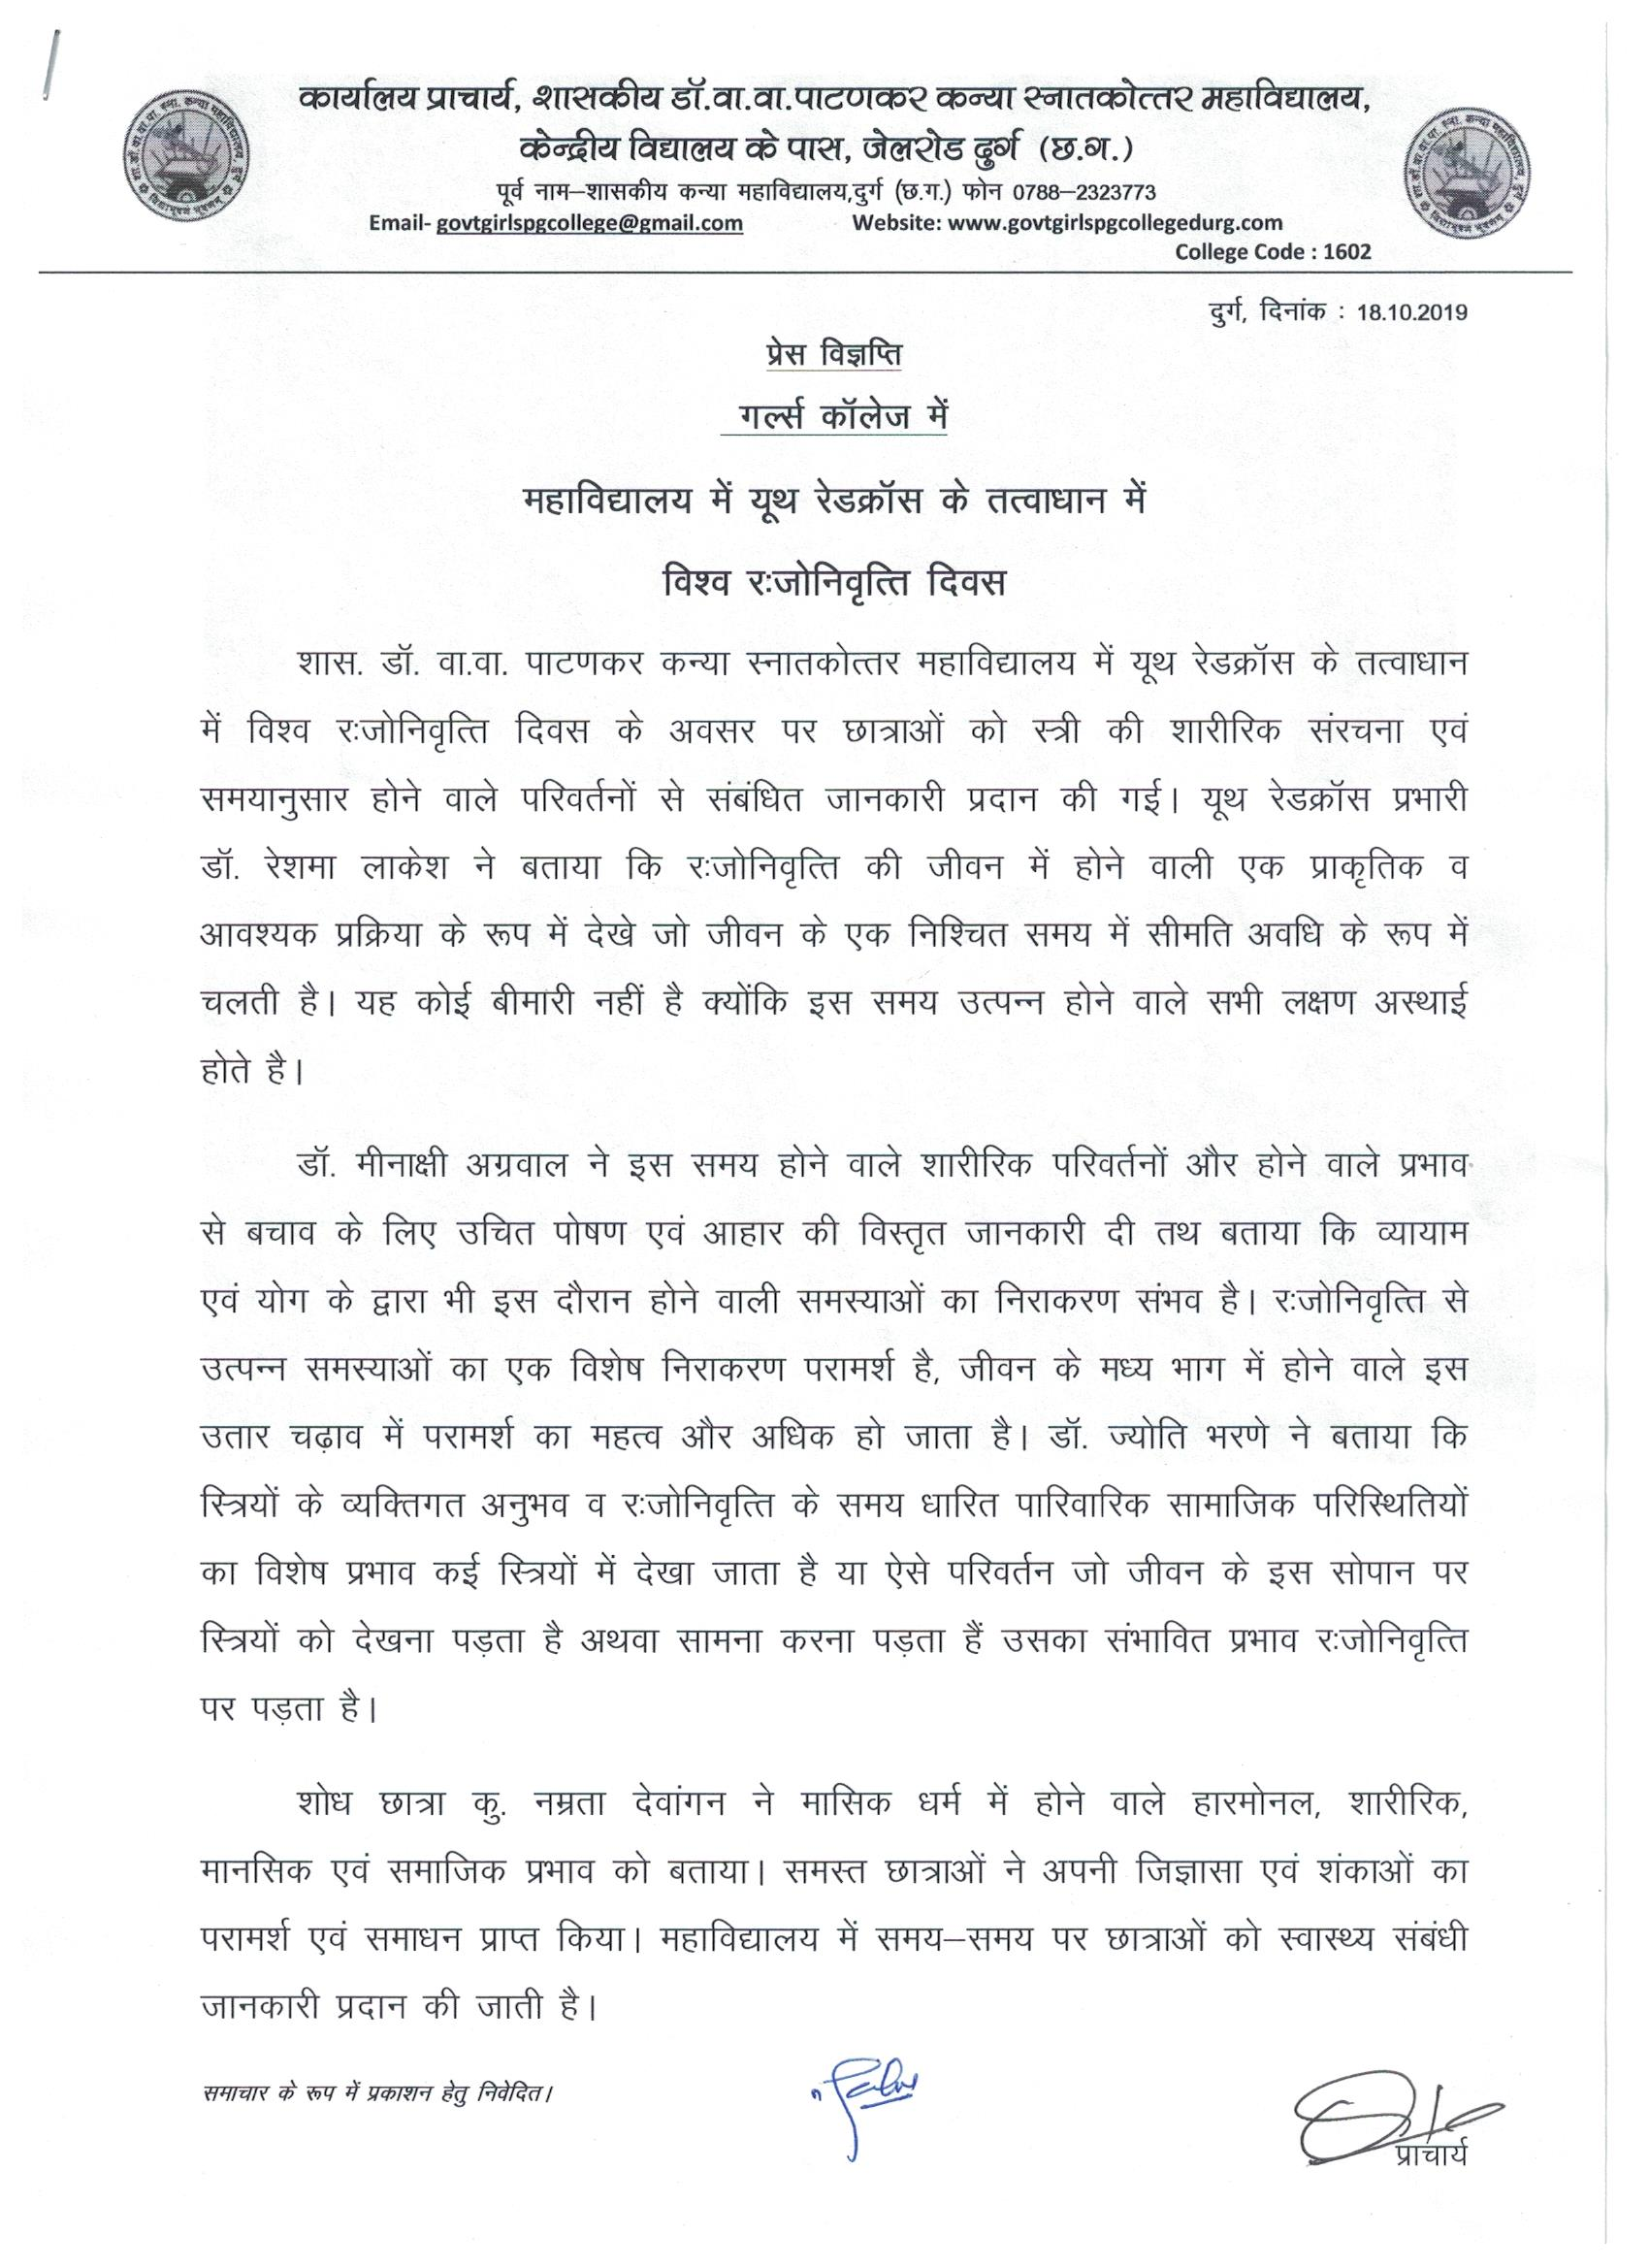 कार्यालय प्राचार्य, शासकीय डॉ.वा.वा.पाटणकर कन्या स्नातकोत्तर महाविद्यालय,
केन्द्रीय विद्यालय के पास, जेलरोड दुर्ग (छ.ग.)
पूर्व नाम–शासकीय कन्या महाविद्यालय,दुर्ग (छ.ग.) फोन 0788–2323773
Email- govtgirlspgcollege@gmail.com Website: www.govtgirlspgcollegedurg.com
College Code : 1602
दुर्ग, दिनांक : 18.10.2019
प्रेस विज्ञप्ति
गर्ल्स कॉलेज में
महाविद्यालय में यूथ रेडक्रॉस के तत्वाधान में
विश्व रःजोनिवृत्ति दिवस
शास. डॉ. वा.वा. पाटणकर कन्या स्नातकोत्तर महाविद्यालय में यूथ रेडक्रॉस के तत्वाधान
में विश्व रःजोनिवृत्ति दिवस के अवसर पर छात्राओं को स्त्री की शारीरिक संरचना एवं
समयानुसार होने वाले परिवर्तनों से संबंधित जानकारी प्रदान की गई। यूथ रेडक्रॉस प्रभारी
डॉ. रेशमा लाकेश ने बताया कि रःजोनिवृत्ति की जीवन में होने वाली एक प्राकृतिक व
आवश्यक प्रक्रिया के रूप में देखे जो जीवन के एक निश्चित समय में सीमति अवधि के रूप में
चलती है। यह कोई बीमारी नहीं है क्योंकि इस समय उत्पन्न होने वाले सभी लक्षण अस्थाई
होते है।
डॉ. मीनाक्षी अग्रवाल ने इस समय होने वाले शारीरिक परिवर्तनों और होने वाले प्रभाव
से बचाव के लिए उचित पोषण एवं आहार की विस्तृत जानकारी दी तथ बताया कि व्यायाम
एवं योग के द्वारा भी इस दौरान होने वाली समस्याओं का निराकरण संभव है। रःजोनिवृत्ति से
उत्पन्न समस्याओं का एक विशेष निराकरण परामर्श है, जीवन के मध्य भाग में होने वाले इस
उतार चढ़ाव में परामर्श का महत्व और अधिक हो जाता है। डॉ. ज्योति भरणे ने बताया कि
स्त्रियों के व्यक्तिगत अनुभव व रःजोनिवृत्ति के समय धारित पारिवारिक सामाजिक परिस्थितियों
का विशेष प्रभाव कई स्त्रियों में देखा जाता है या ऐसे परिवर्तन जो जीवन के इस सोपान पर
स्त्रियों को देखना पड़ता है अथवा सामना करना पड़ता हैं उसका संभावित प्रभाव रःजोनिवृत्ति
पर पड़ता है।
शोध छात्रा कु. नम्रता देवांगन ने मासिक धर्म में होने वाले हारमोनल, शारीरिक,
मानसिक एवं समाजिक प्रभाव को बताया। समस्त छात्राओं ने अपनी जिज्ञासा एवं शंकाओं का
परामर्श एवं समाधन प्राप्त किया। महाविद्यालय में समय–समय पर छात्राओं को स्वास्थ्य संबंधी
जानकारी प्रदान की जाती है।
समाचार के रूप में प्रकाशन हेतु निवेदित।
प्राचार्य